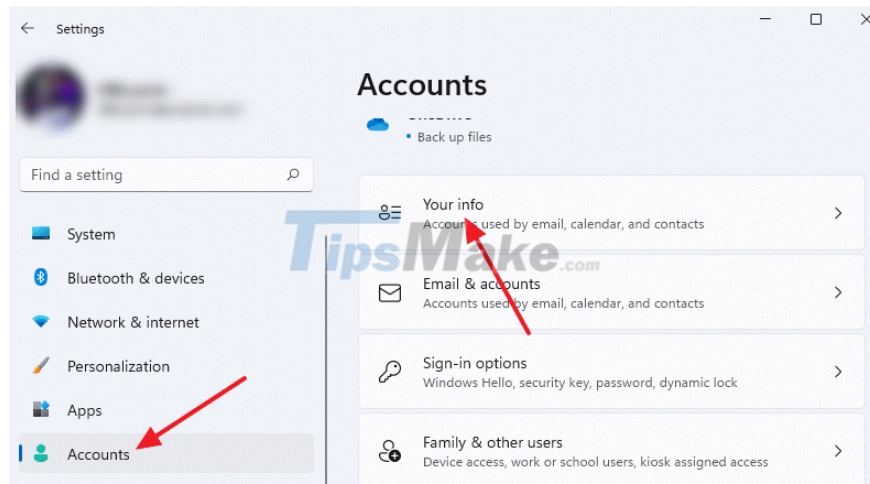 Settings
Accounts
Back up files
Find a setting
System
Bluetooth & devices
Network & internet
Personalization
Apps
Accounts
Your info
Accounts used by email, calendar, and contacts
Email & accounts
Accounts used by email, calendar, and contacts
Sign-in options
Windows Hello, security key, password, dynamic lock
Family & other users
Device access, work or school users, kiosk assigned access
TipsMake.com